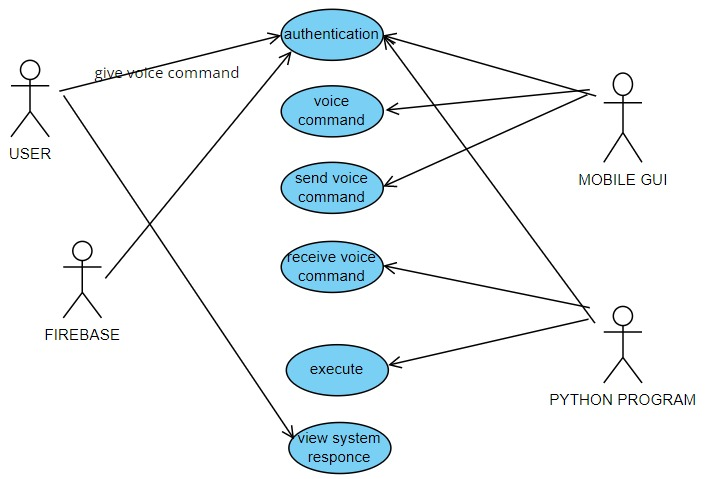 authentication
give voice command
voice
command
USER
MOBILE GUI
send voice
command
receive voice
command
FIREBASE
execute
PYTHON PROGRAM
view system
responce